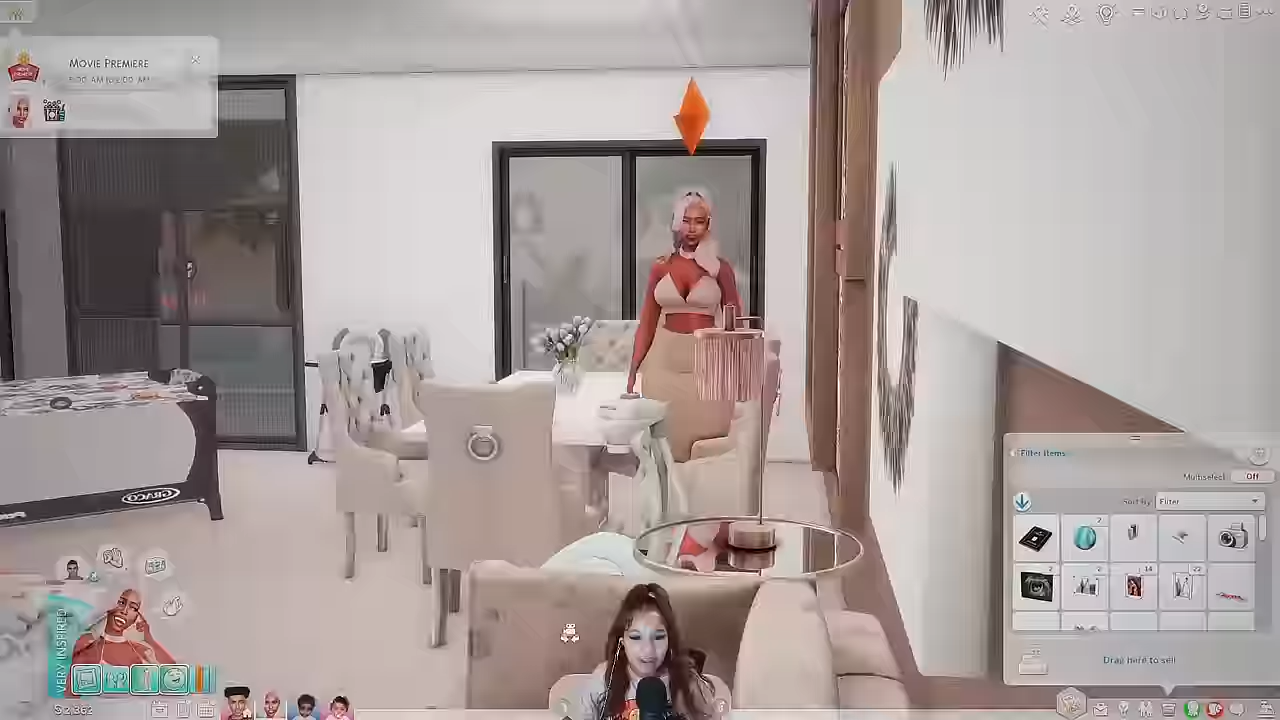 MOVIE PREMIERE
Filter Items
Multiselect Off
Sort By Filter
GRACO
VERY INSPIRED
Drag here to sell